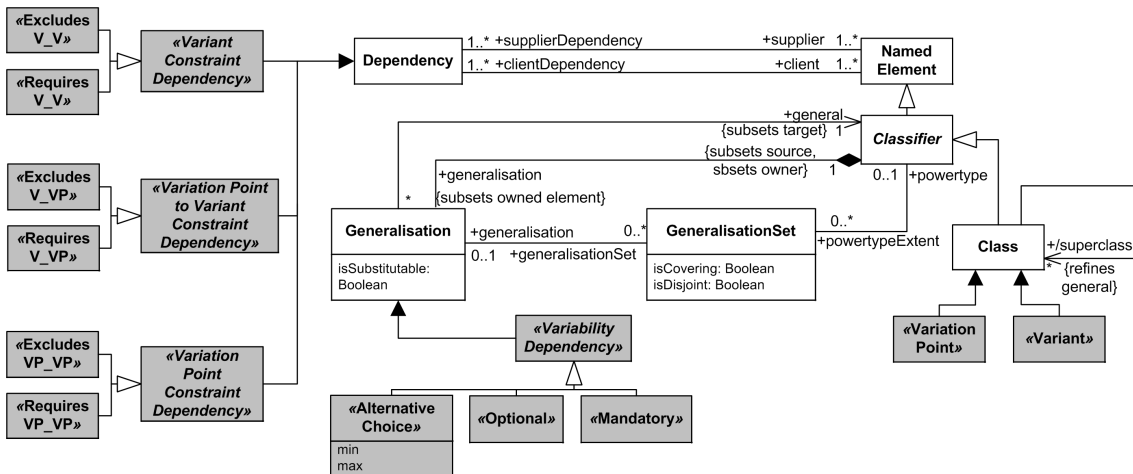 «Excludes
V_V»
«Requires
V_V»
«Variant
Constraint
Dependency»
«Excludes
V_VP»
«Requires
V_VP»
«Variation Point
to Variant
Constraint
Dependency»
«Excludes
VP_VP»
«Requires
VP_VP»
«Variation
Point
Constraint
Dependency»
Dependency
1..* +supplierDependency
+supplier 1..*
1..* +clientDependency
+client 1..*
Named
Element
+general
{subsets target} 1
Classifier
{subsets source,
sbsets owner} 1
+generalisation
* {subsets owned element}
0..1 +powertype
Generalisation
isSubstitutable:
Boolean
+generalisation
0..1 +generalisationSet
0..*
GeneralisationSet
isCovering: Boolean
isDisjoint: Boolean
0..*
+powertypeExtent
Class
+/superclass
* {refines
general}
«Variation
Point»
«Variant»
«Variability
Dependency»
«Alternative
Choice»
min
max
«Optional»
«Mandatory»